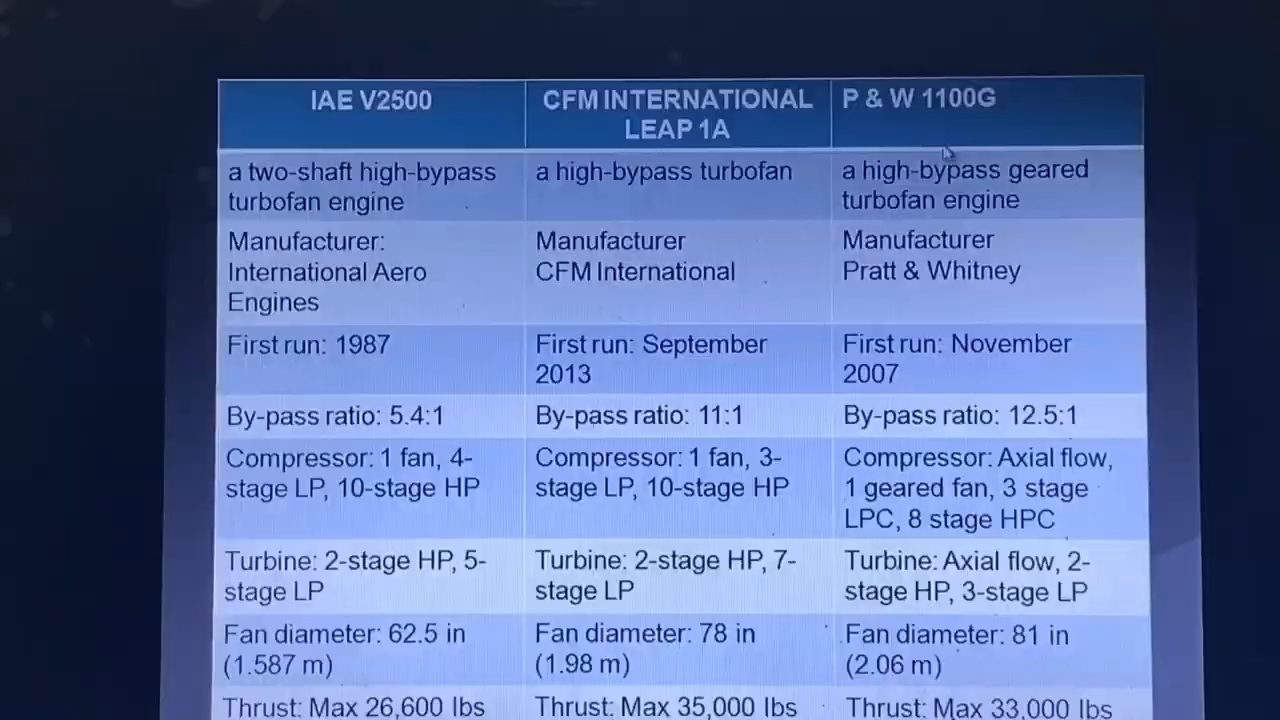 IAE V2500
CFM INTERNATIONAL
LEAP 1A
P & W 1100G
a two-shaft high-bypass
turbofan engine
a high-bypass turbofan
a high-bypass geared
turbofan engine
Manufacturer:
International Aero
Engines
Manufacturer
CFM International
Manufacturer
Pratt & Whitney
First run: 1987
First run: September
2013
First run: November
2007
By-pass ratio: 5.4:1
By-pass ratio: 11:1
By-pass ratio: 12.5:1
Compressor: 1 fan, 4-
stage LP, 10-stage HP
Compressor: 1 fan, 3-
stage LP, 10-stage HP
Compressor: Axial flow,
1 geared fan, 3 stage
LPC, 8 stage HPC
Turbine: 2-stage HP, 5-
stage LP
Turbine: 2-stage HP, 7-
stage LP
Turbine: Axial flow, 2-
stage HP, 3-stage LP
Fan diameter: 62.5 in
(1.587 m)
Fan diameter: 78 in
(1.98 m)
Fan diameter: 81 in
(2.06 m)
Thrust: Max 26,600 lbs
Thrust: Max 35,000 lbs
Thrust: Max 33,000 lbs